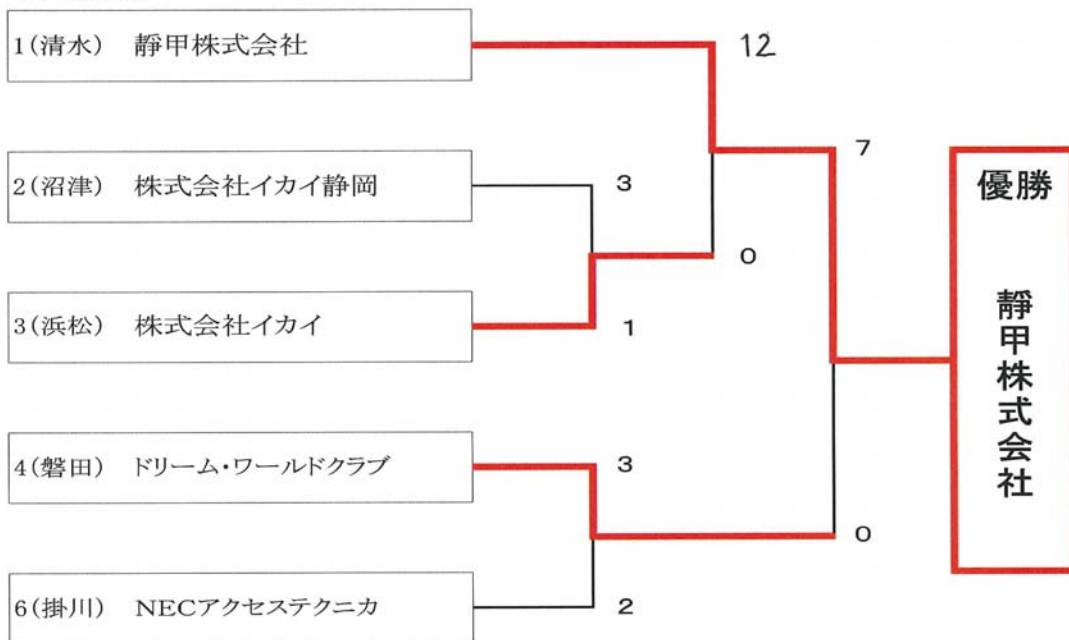 1(清水) 靜甲株式会社
12
7
2(沼津) 株式会社イカイ静岡
3
0
3(浜松) 株式会社イカイ
1
4(磐田) ドリーム・ワールドクラブ
3
0
6(掛川) NECアクセステクニカ
2
優勝
靜甲株式会社